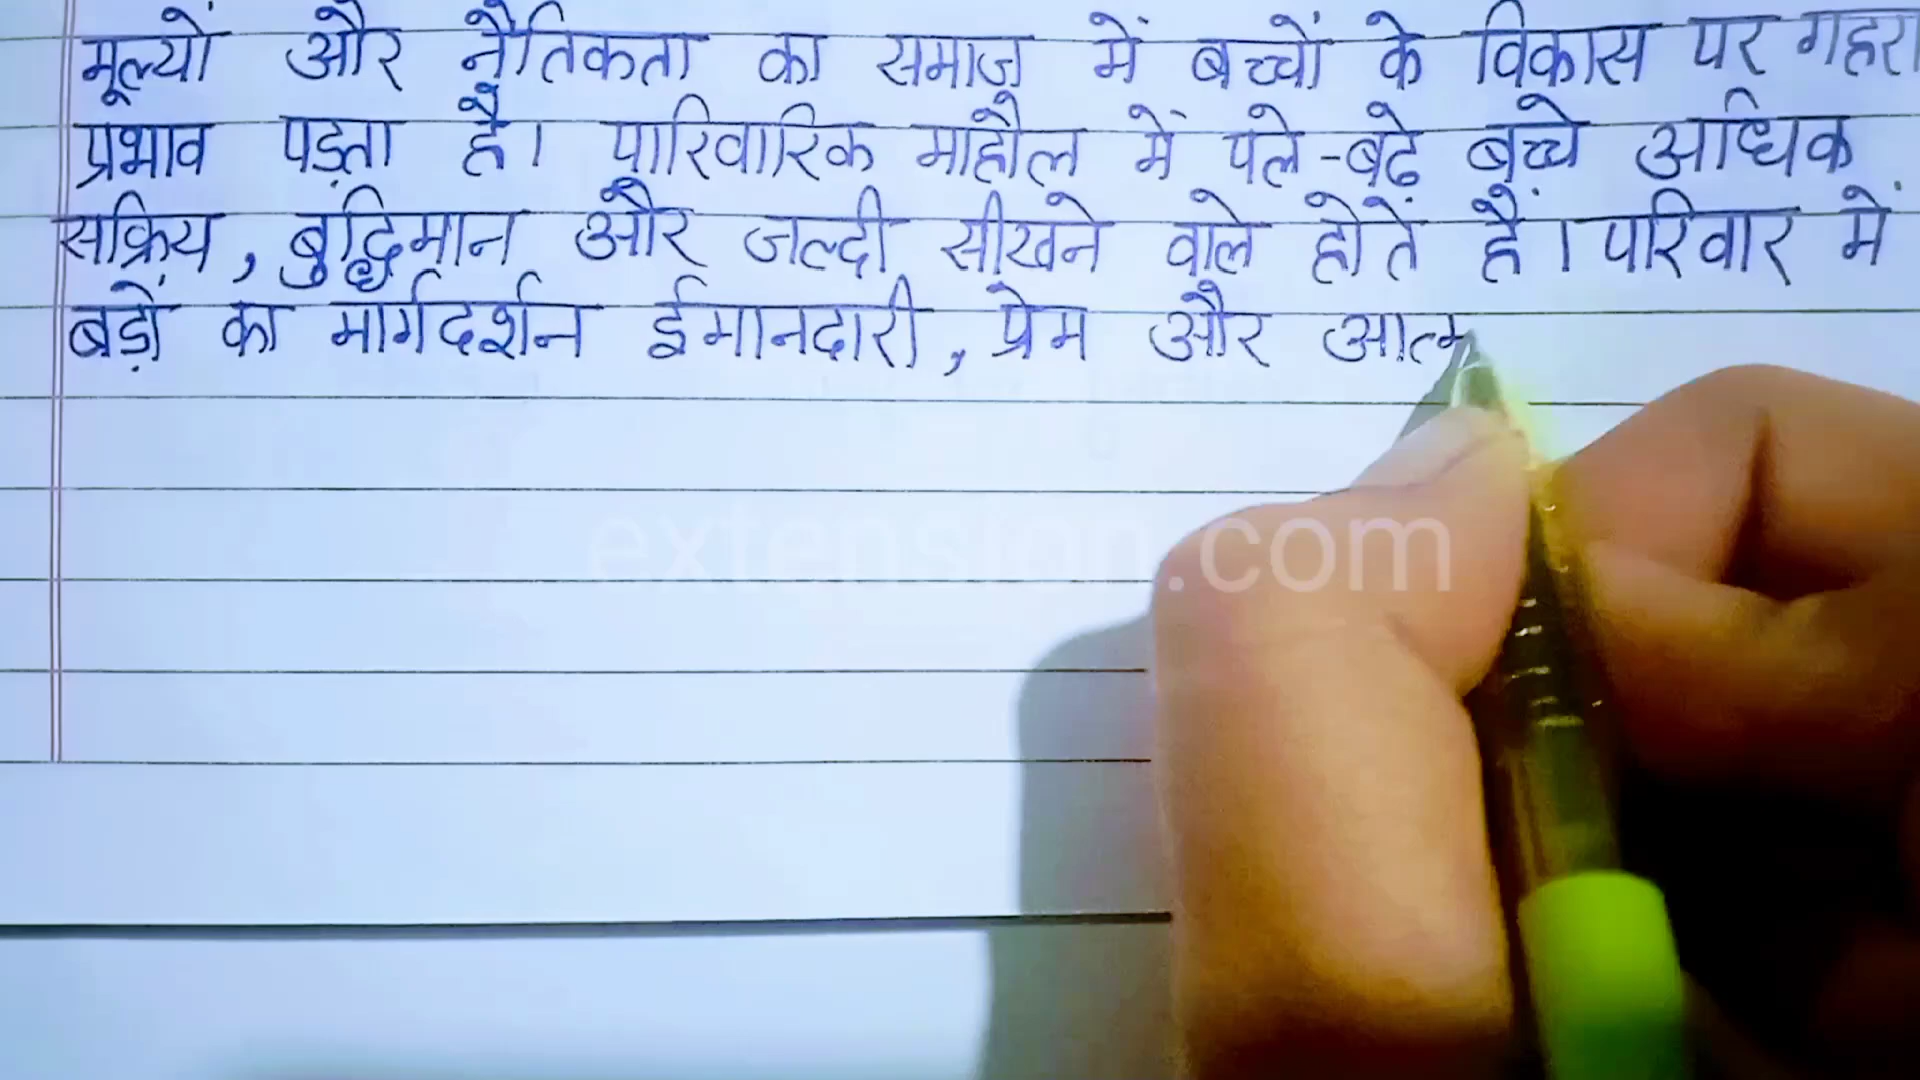 मूल्यों और नैतिकता का समाज में बच्चों के विकास पर गहरा
प्रभाव पड़ता है। पारिवारिक माहौल में पले-बढ़े बच्चे अधिक
सक्रिय, बुद्धिमान और जल्दी सीखने वाले होतें हैं। परिवार में
बड़ों का मार्गदर्शन ईमानदारी, प्रेम और आत्म
extension.com